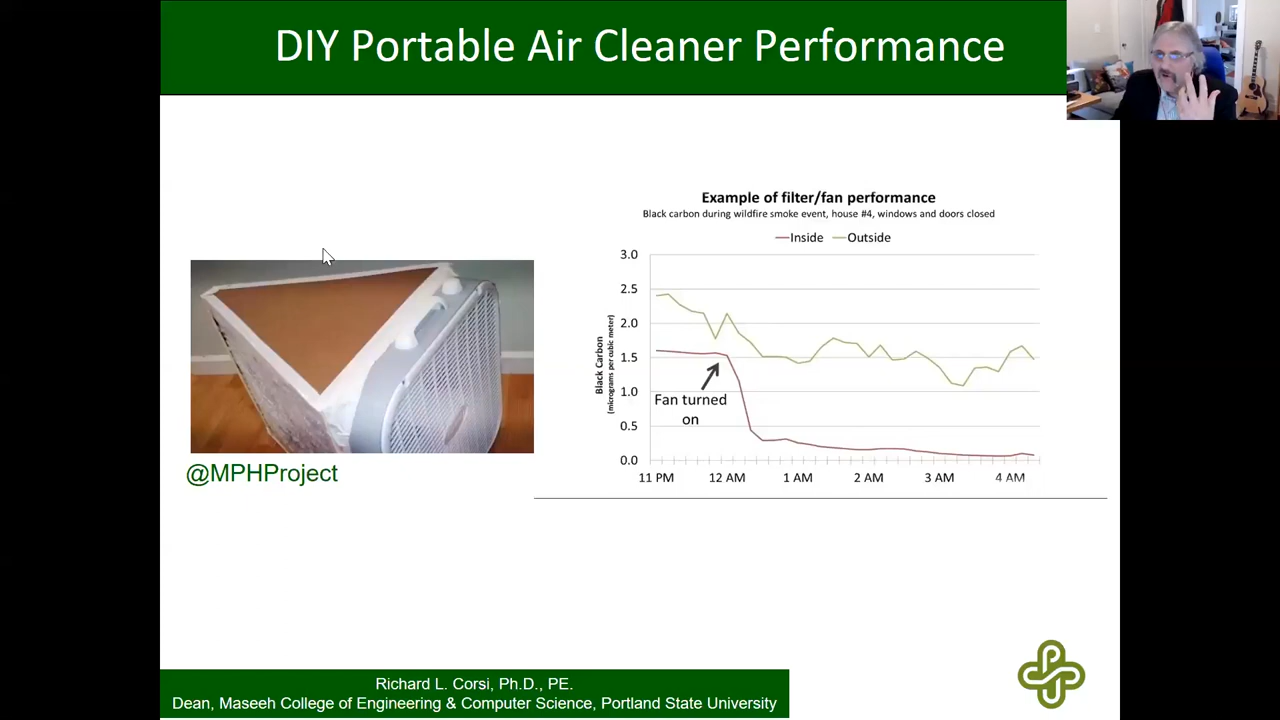 DIY Portable Air Cleaner Performance
Example of filter/fan performance
Black carbon during wildfire smoke event, house #4, windows and doors closed
Inside Outside
3.0
2.5
2.0
1.5
1.0
0.5
0.0
Black Carbon
(micrograms per cubic meter)
Fan turned
on
11 PM 12 AM 1 AM 2 AM 3 AM 4 AM
@MPHProject
Richard L. Corsi, Ph.D., PE.
Dean, Maseeh College of Engineering & Computer Science, Portland State University